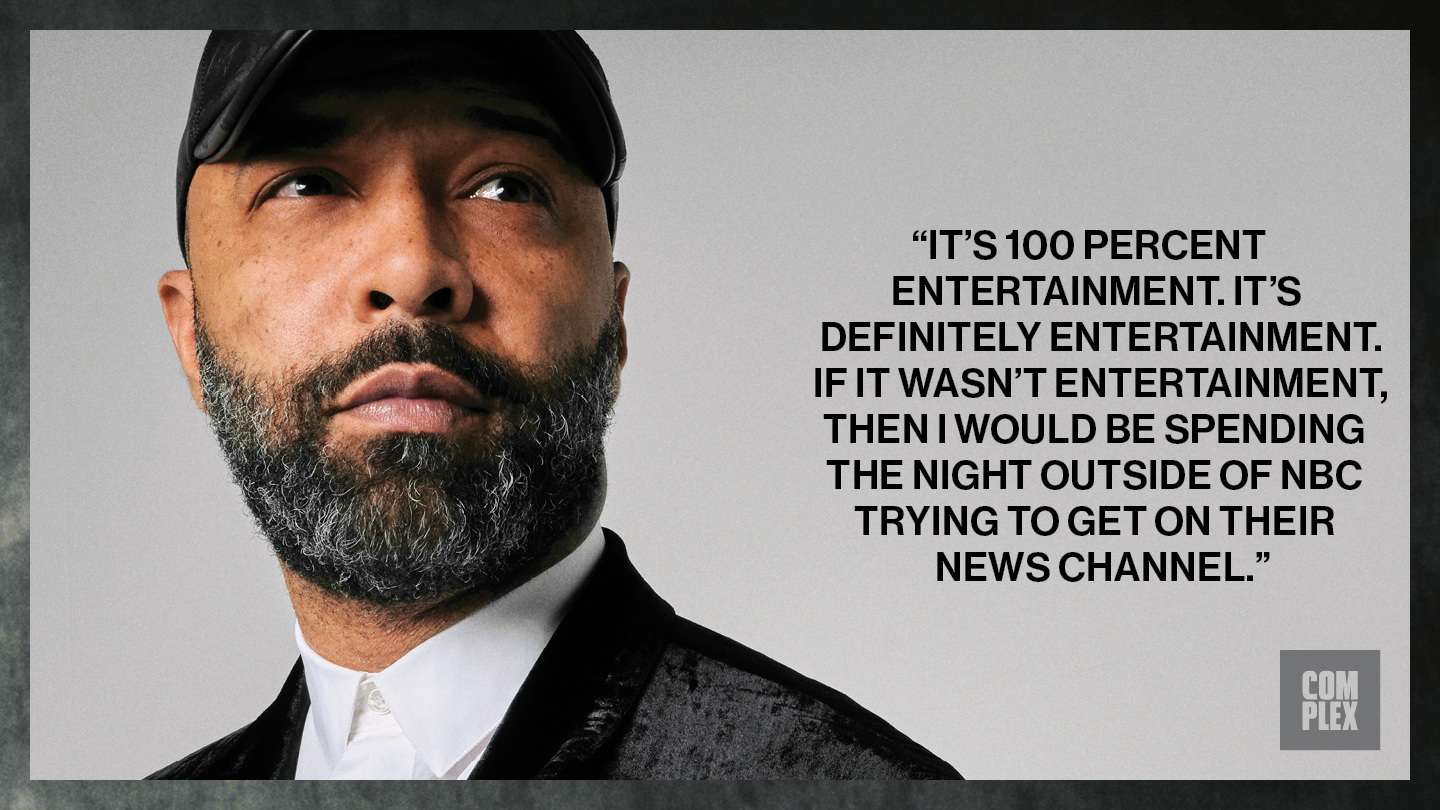 “IT’S 100 PERCENT
ENTERTAINMENT. IT’S
DEFINITELY ENTERTAINMENT.
IF IT WASN’T ENTERTAINMENT,
THEN I WOULD BE SPENDING
THE NIGHT OUTSIDE OF NBC
TRYING TO GET ON THEIR
NEWS CHANNEL.”
COM
PLEX